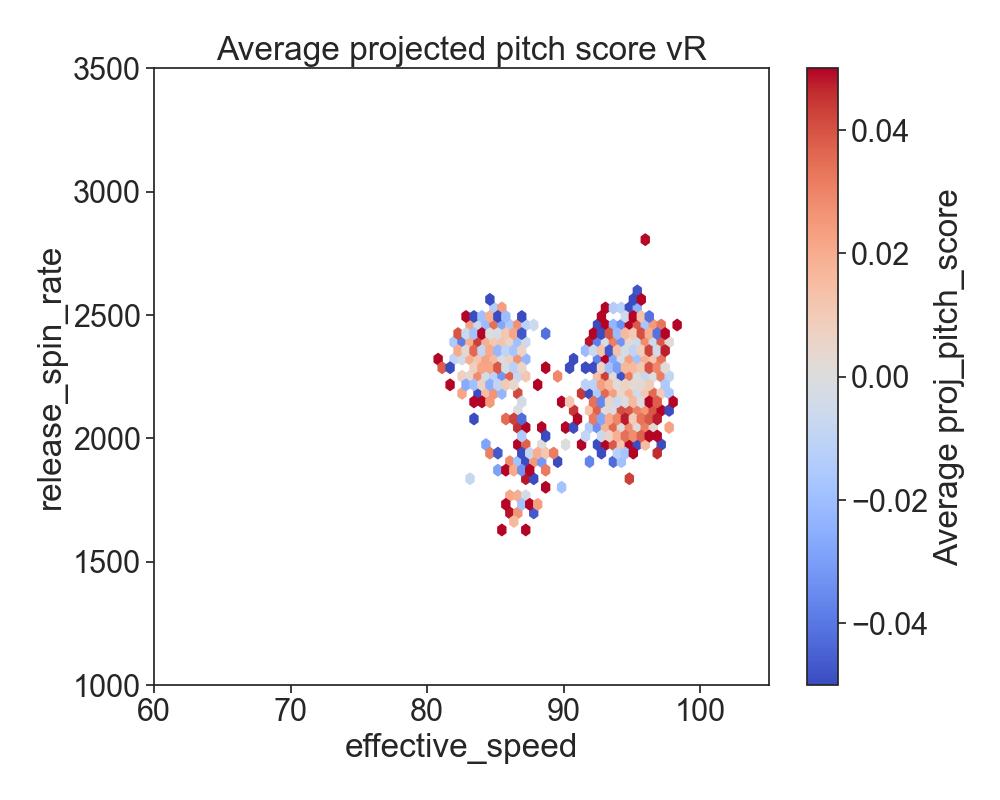 Average projected pitch score vR
3500
3000
2500
2000
1500
1000
release_spin_rate
60 70 80 90 100
effective_speed
0.04
0.02
0.00
−0.02
−0.04
Average proj_pitch_score